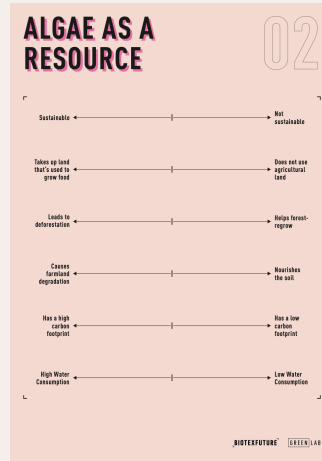 ALGAE AS A
RESOURCE
02
Sustainable
Not
sustainable
Takes up land
that's used to
grow food
Does not use
agricultural
land
Leads to
deforestation
Helps forest-
regrow
Causes
farmland
degradation
Nourishes
the soil
Has a high
carbon
footprint
Has a low
carbon
footprint
High Water
Consumption
Low Water
Consumption
BIOTEXFUTURE GREENLAB